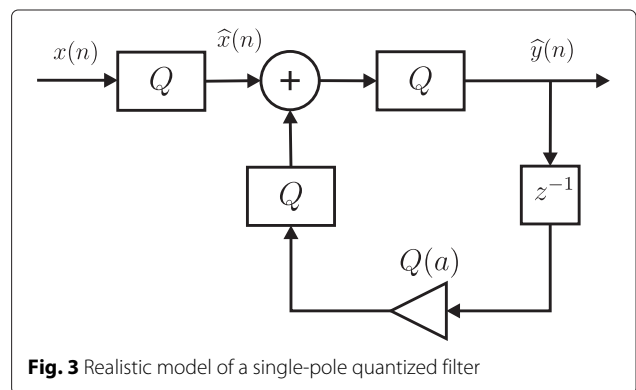 x(n)
Q
x̂(n)
+
Q
ŷ(n)
Q
z⁻¹
Q(a)
Fig. 3 Realistic model of a single-pole quantized filter